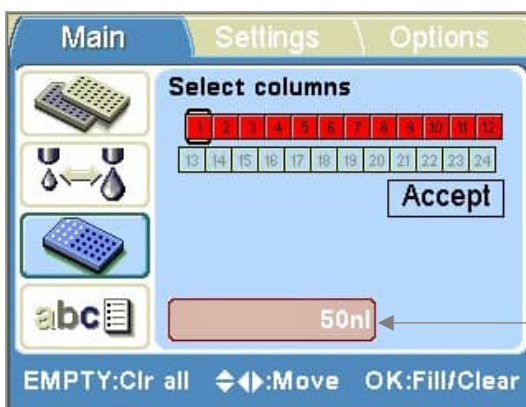 Main Settings Options
Select columns
1 2 3 4 5 6 7 8 9 10 11 12
13 14 15 16 17 18 19 20 21 22 23 24
Accept
abc
50nl
EMPTY:Clr all :Move OK:Fill/Clear